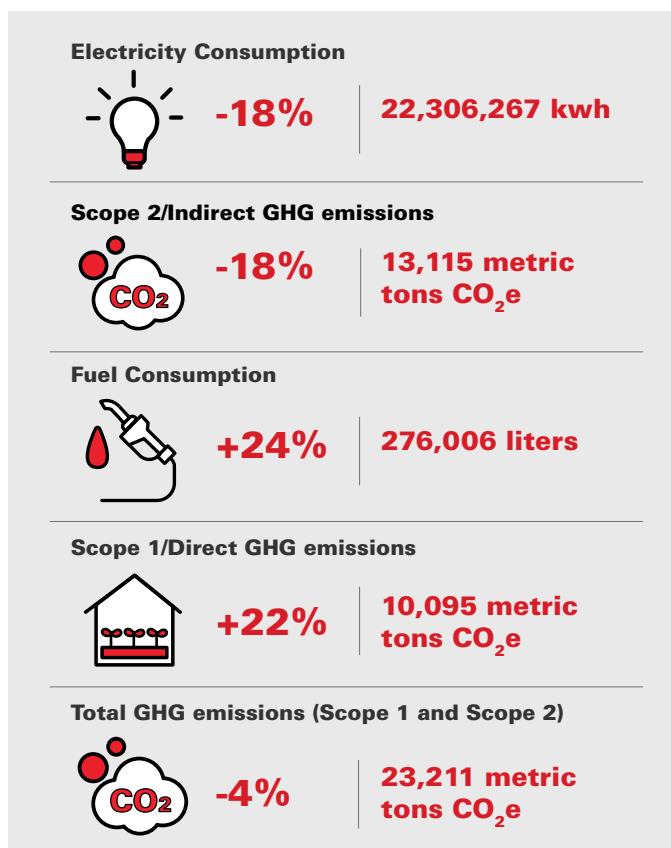 Electricity Consumption
-18%
22,306,267 kwh
Scope 2/Indirect GHG emissions
CO2
-18%
13,115 metric
tons CO₂e
Fuel Consumption
+24%
276,006 liters
Scope 1/Direct GHG emissions
+22%
10,095 metric
tons CO₂e
Total GHG emissions (Scope 1 and Scope 2)
CO2
-4%
23,211 metric
tons CO₂e